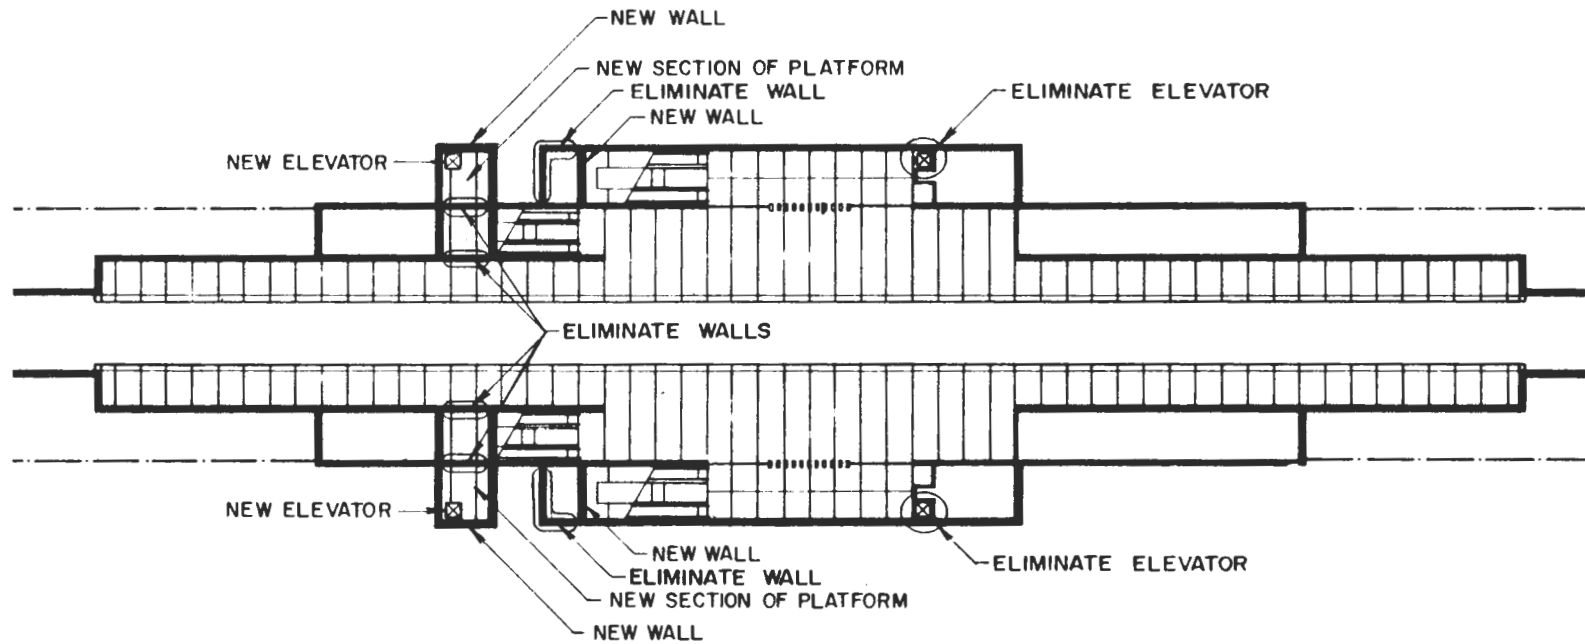 NEW WALL
NEW SECTION OF PLATFORM
ELIMINATE WALL
ELIMINATE ELEVATOR
NEW WALL
NEW ELEVATOR
ELIMINATE WALLS
NEW ELEVATOR
NEW WALL
ELIMINATE ELEVATOR
ELIMINATE WALL
NEW SECTION OF PLATFORM
NEW WALL